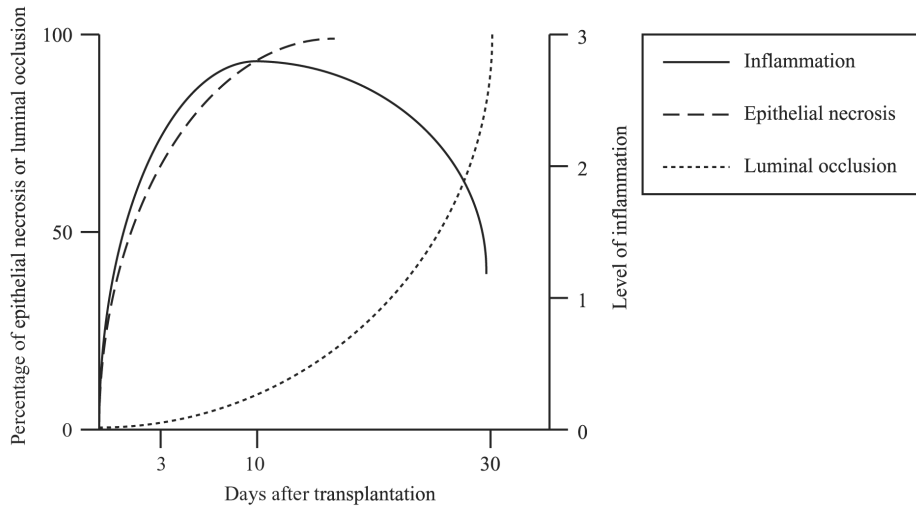 Percentage of epithelial necrosis or luminal occlusion
100
50
0
3
10
30
Days after transplantation
3
2
1
0
Level of inflammation
Inflammation
Epithelial necrosis
Luminal occlusion